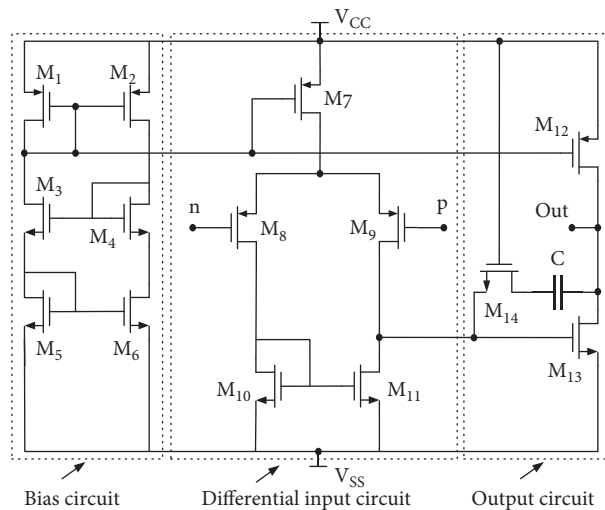 V_CC
M_1
M_2
M_7
M_12
M_3
n
p
Out
M_4
M_8
M_9
C
M_14
M_5
M_6
M_13
M_10
M_11
V_SS
Bias circuit
Differential input circuit
Output circuit